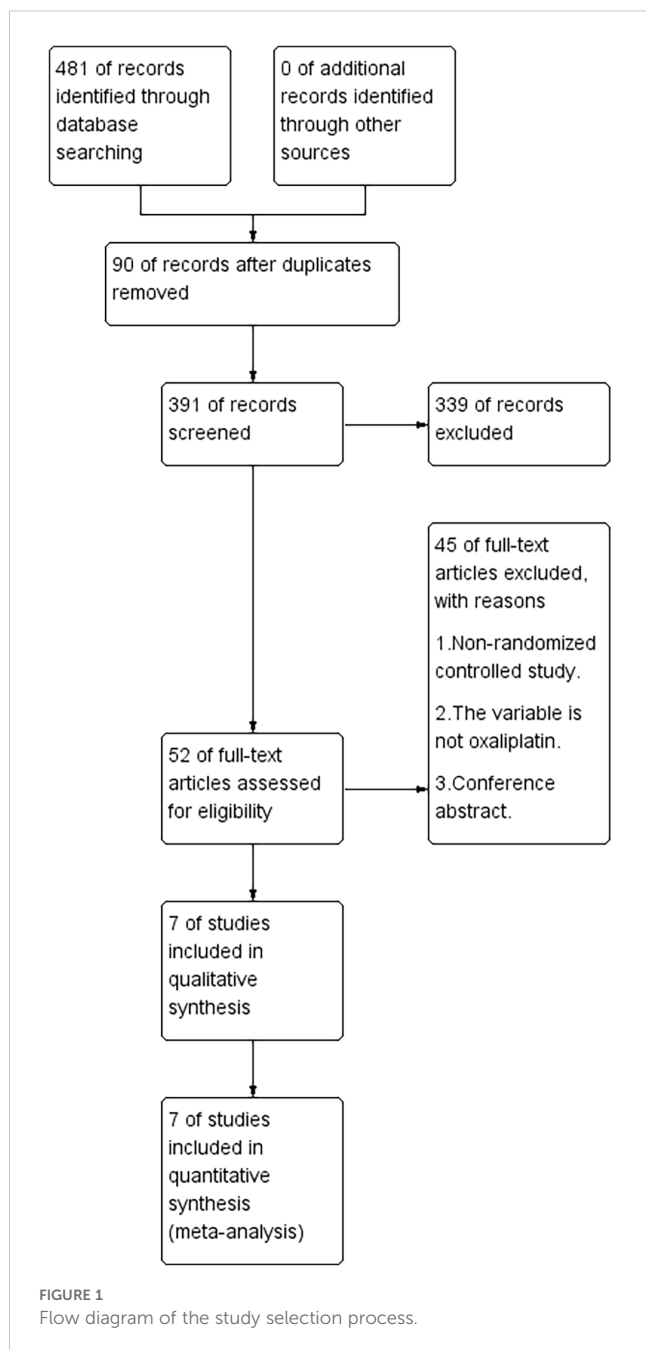 481 of records
identified through
database
searching
0 of additional
records identified
through other
sources
90 of records after duplicates
removed
391 of records
screened
339 of records
excluded
45 of full-text
articles excluded,
with reasons
1.Non-randomized
controlled study.
2.The variable is
not oxaliplatin.
3.Conference
abstract.
52 of full-text
articles assessed
for eligibility
7 of studies
included in
qualitative
synthesis
7 of studies
included in
quantitative
synthesis
(meta-analysis)
FIGURE 1
Flow diagram of the study selection process.